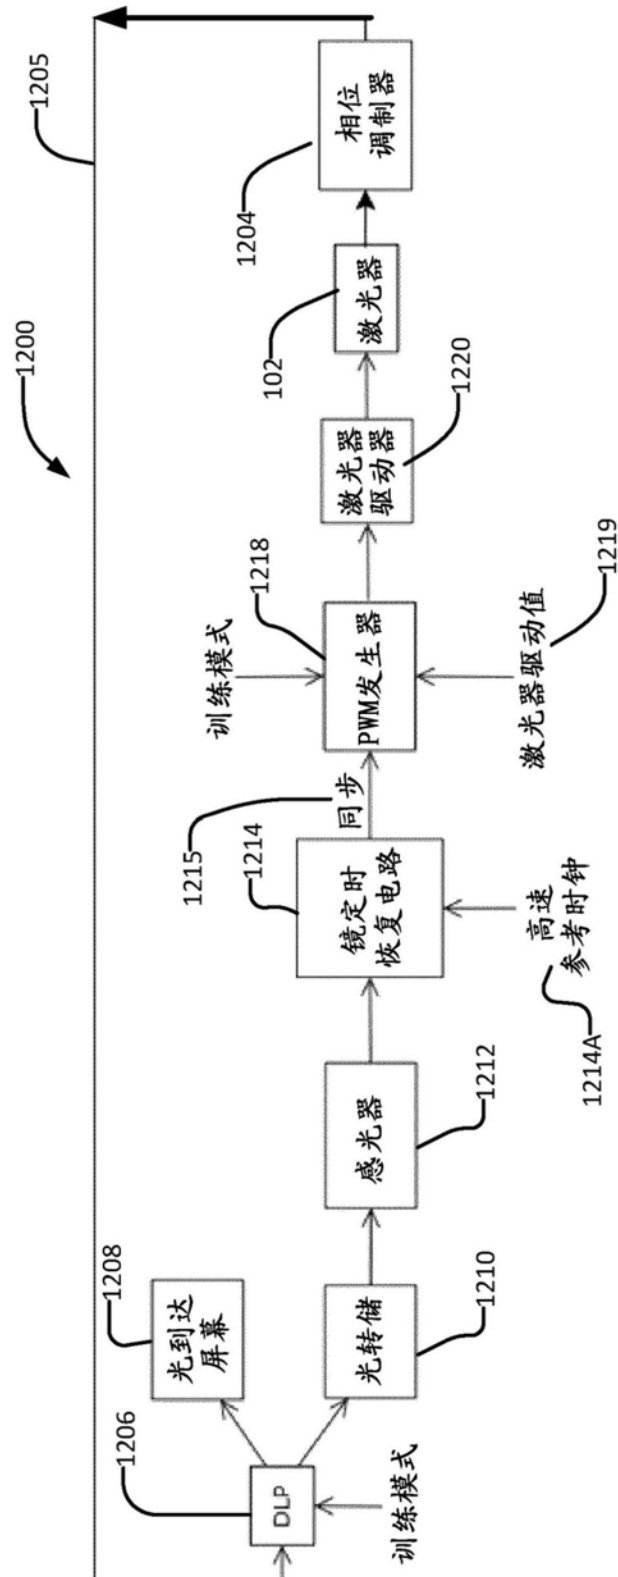 1200
1205
1206
DLP
训练模式
1208
光到达
屏幕
1210
光转储
1212
感光器
1214
镜定时
恢复电路
1214A
高速
参考时钟
1215
同步
训练模式
1218
PWM发生器
激光器驱动值
1219
激光器
驱动器
1220
102
激光器
1204
相位
调制器